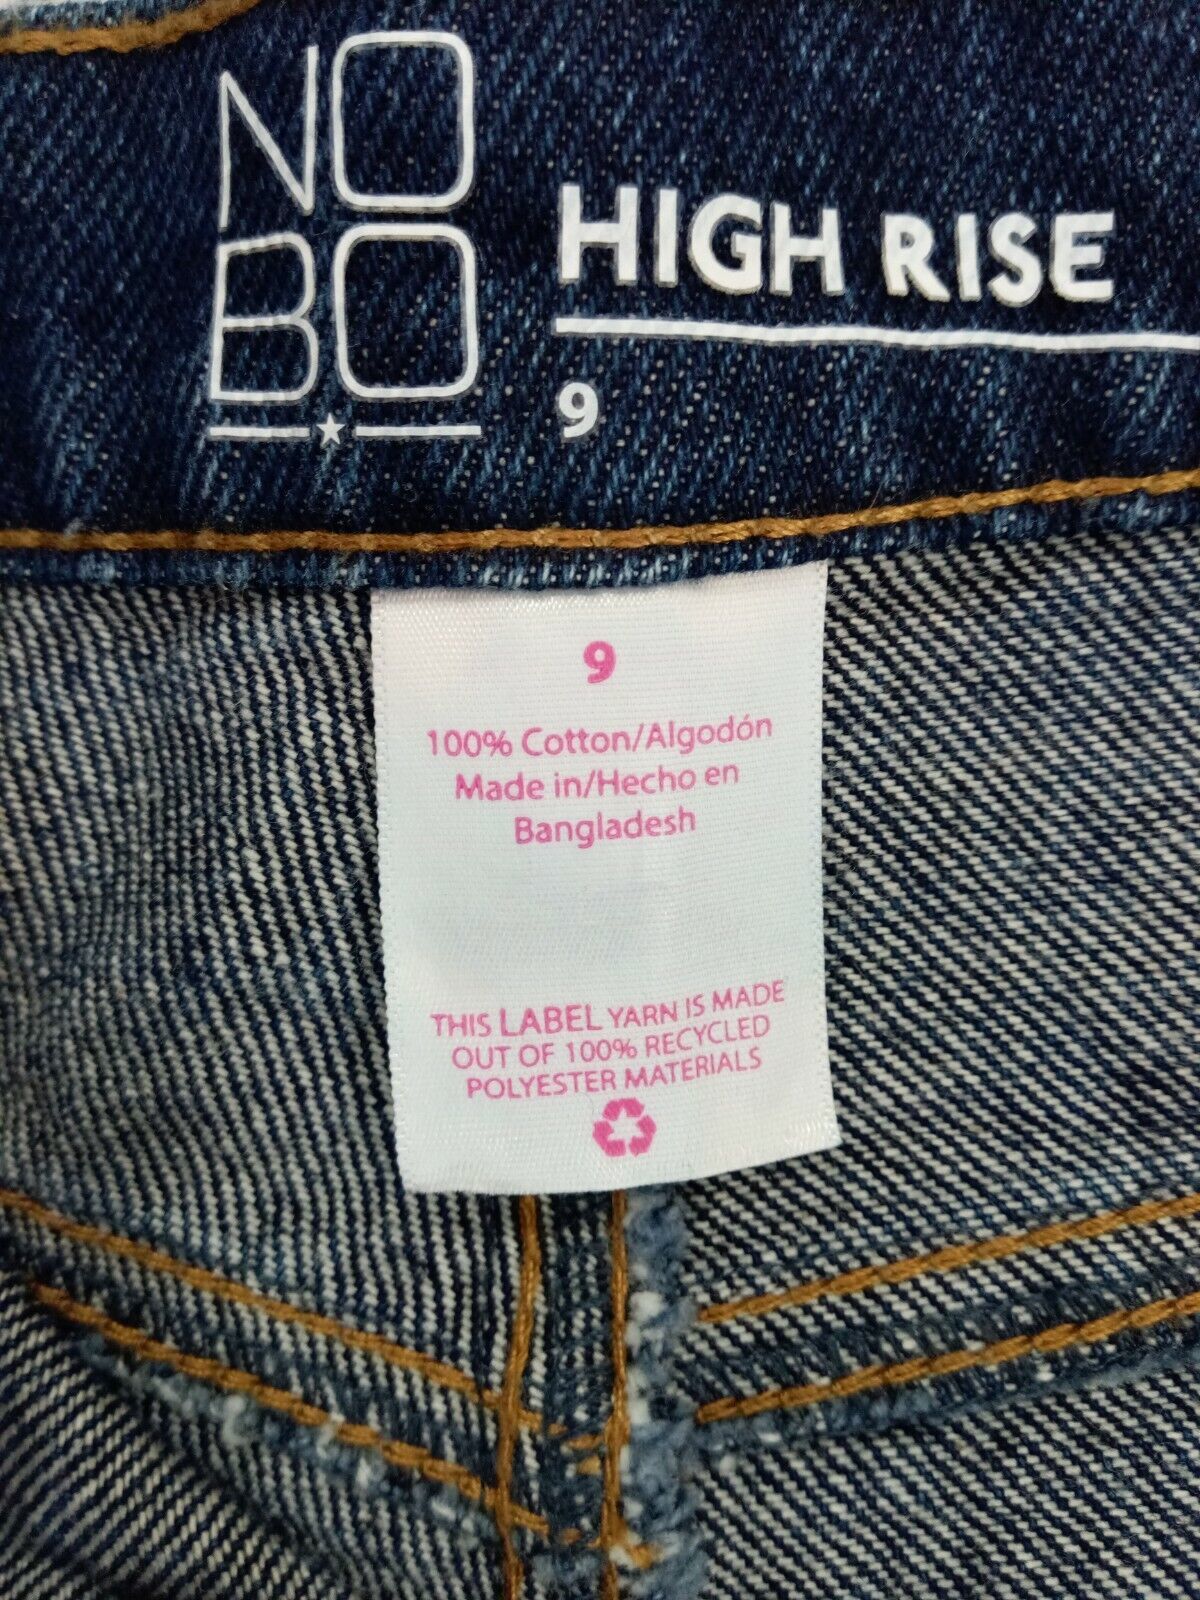 NO
BO
HIGH RISE
9
9
100% Cotton/Algodón
Made in/Hecho en
Bangladesh
THIS LABEL YARN IS MADE
OUT OF 100% RECYCLED
POLYESTER MATERIALS